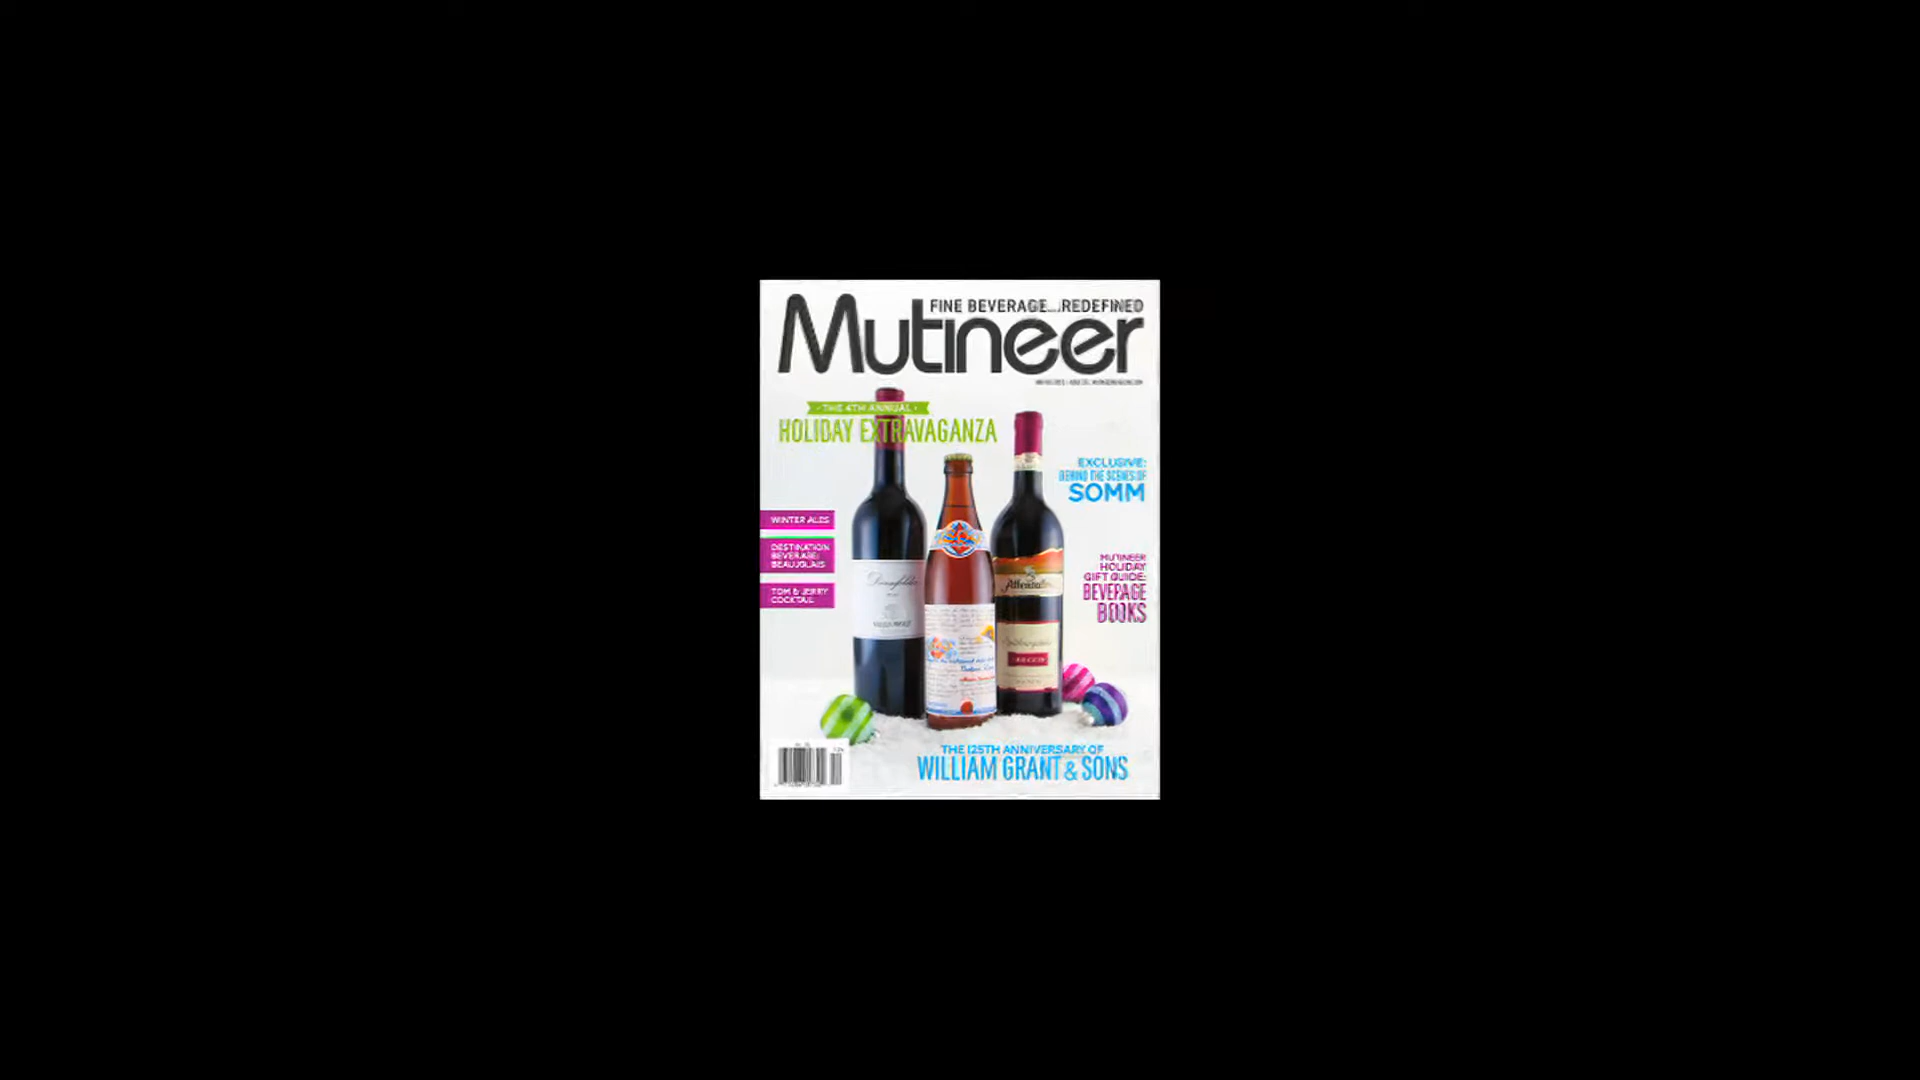 FINE BEVERAGE...REDEFINED
Mutineer
THE 4TH ANNUAL
HOLIDAY EXTRAVAGANZA
EXCLUSIVE:
BEHIND THE SCENES OF
SOMM
WINTER ALES
DESTINATION
BEVERAGE:
BEAUJOLAIS
TOM & JERRY
COCKTAIL
MUTINEER
HOLIDAY
GIFT GUIDE:
BEVERAGE
BOOKS
THE 125TH ANNIVERSARY OF
WILLIAM GRANT & SONS